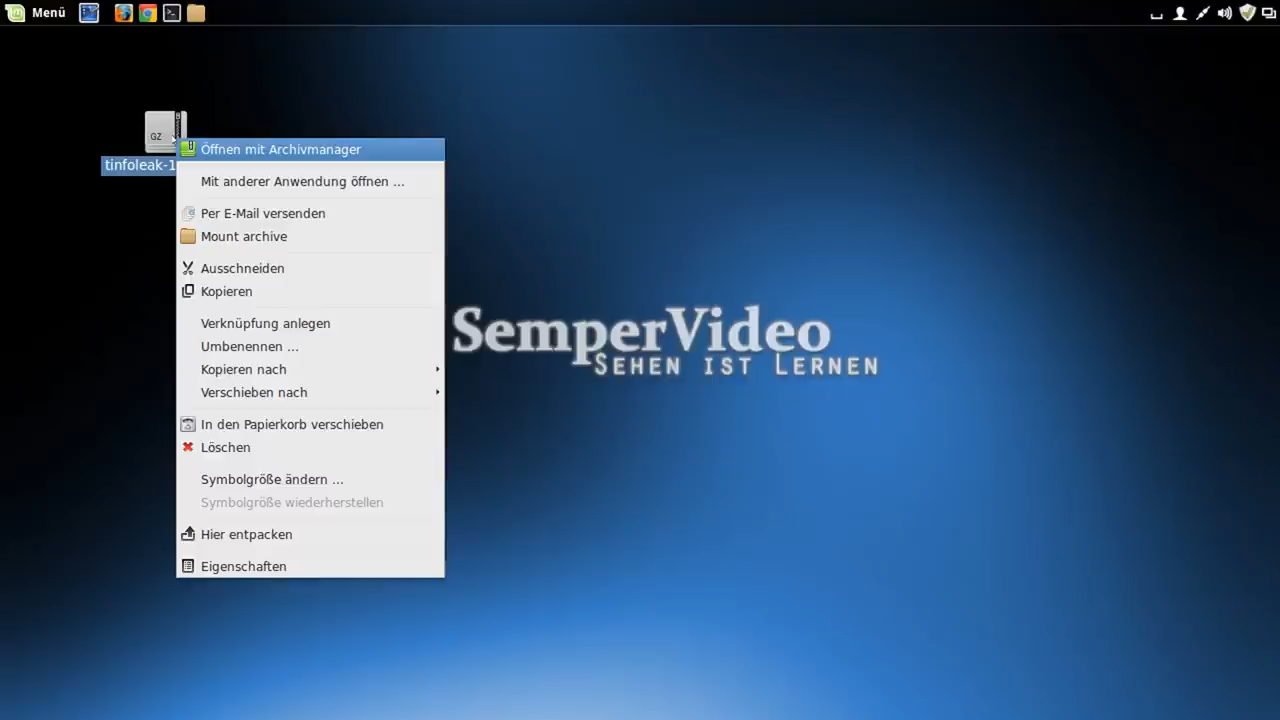 Menü
GZ
tinfoleak-1
Öffnen mit Archivmanager
Mit anderer Anwendung öffnen ...
Per E-Mail versenden
Mount archive
Ausschneiden
Kopieren
Verknüpfung anlegen
Umbenennen ...
Kopieren nach
Verschieben nach
In den Papierkorb verschieben
Löschen
Symbolgröße ändern ...
Symbolgröße wiederherstellen
Hier entpacken
Eigenschaften
SemperVideo
SEHEN IST LERNEN